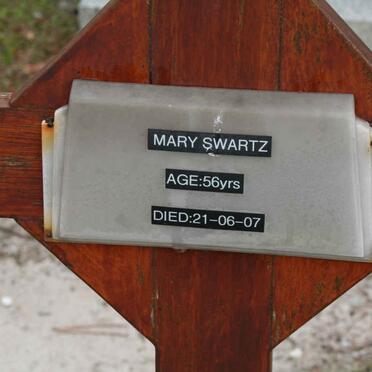 MARY SWARTZ
AGE:56yrs
DIED:21-06-07